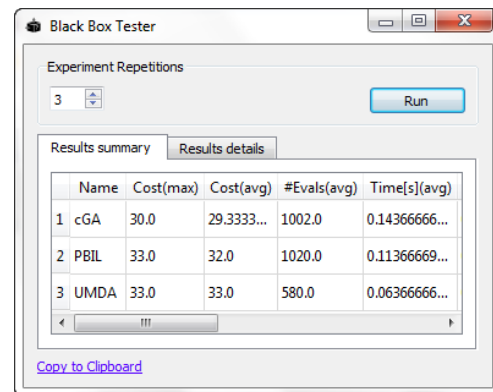 Black Box Tester
Experiment Repetitions
3
Run
Results summary Results details
Name Cost(max) Cost(avg) #Evals(avg) Time[s](avg)
1 cGA 30.0 29.3333... 1002.0 0.14366666...
2 PBIL 33.0 32.0 1020.0 0.11366669...
3 UMDA 33.0 33.0 580.0 0.06366666...
Copy to Clipboard